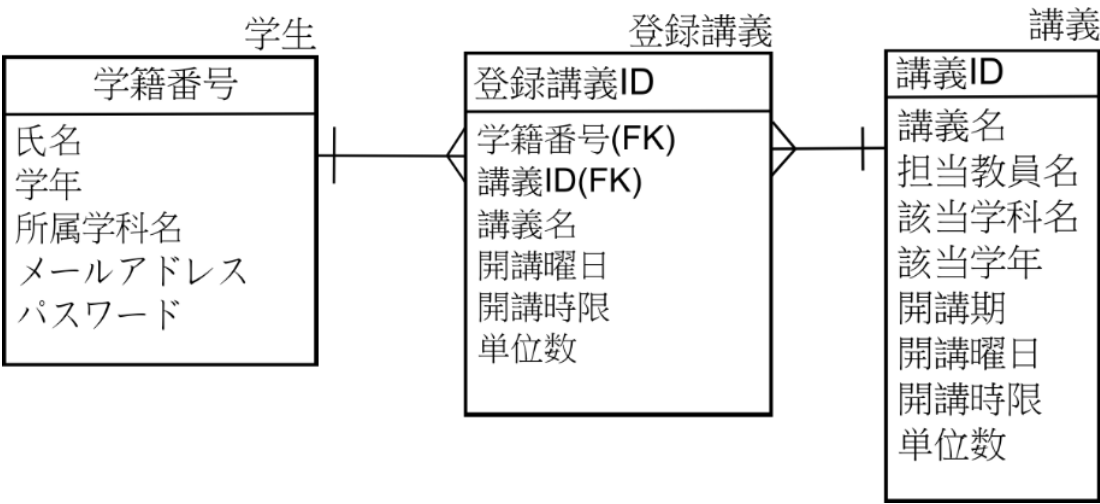 学生
学籍番号
氏名
学年
所属学科名
メールアドレス
パスワード
登録講義
登録講義ID
学籍番号(FK)
講義ID(FK)
講義名
開講曜日
開講時限
単位数
講義
講義ID
講義名
担当教員名
該当学科名
該当学年
開講期
開講曜日
開講時限
単位数